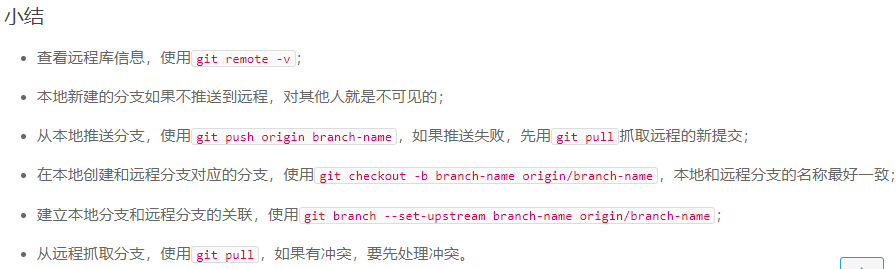 小结
查看远程库信息，使用git remote -v；
本地新建的分支如果不推送到远程，对其他人就是不可见的；
从本地推送分支，使用git push origin branch-name，如果推送失败，先用git pull抓取远程的新提交；
在本地创建和远程分支对应的分支，使用git checkout -b branch-name origin/branch-name，本地和远程分支的名称最好一致；
建立本地分支和远程分支的关联，使用git branch --set-upstream branch-name origin/branch-name；
从远程抓取分支，使用git pull，如果有冲突，要先处理冲突。